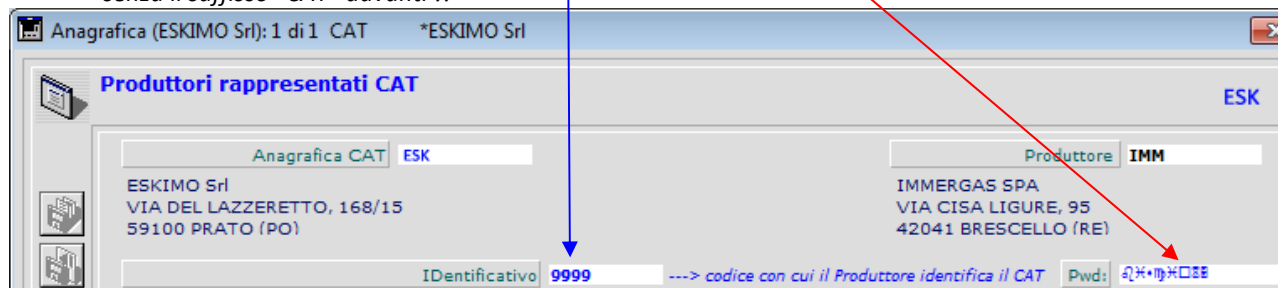 Anagrafica (ESKIMO Srl): 1 di 1 CAT *ESKIMO Srl
Produttori rappresentati CAT
ESK
Anagrafica CAT ESK
Produttore IMM
ESKIMO Srl
IMMERGAS SPA
VIA DEL LAZZERETTO, 168/15
VIA CISA LIGURE, 95
59100 PRATO (PO)
42041 BRESCELLO (RE)
IDentificativo 9999 ---> codice con cui il Produttore identifica il CAT Pwd: